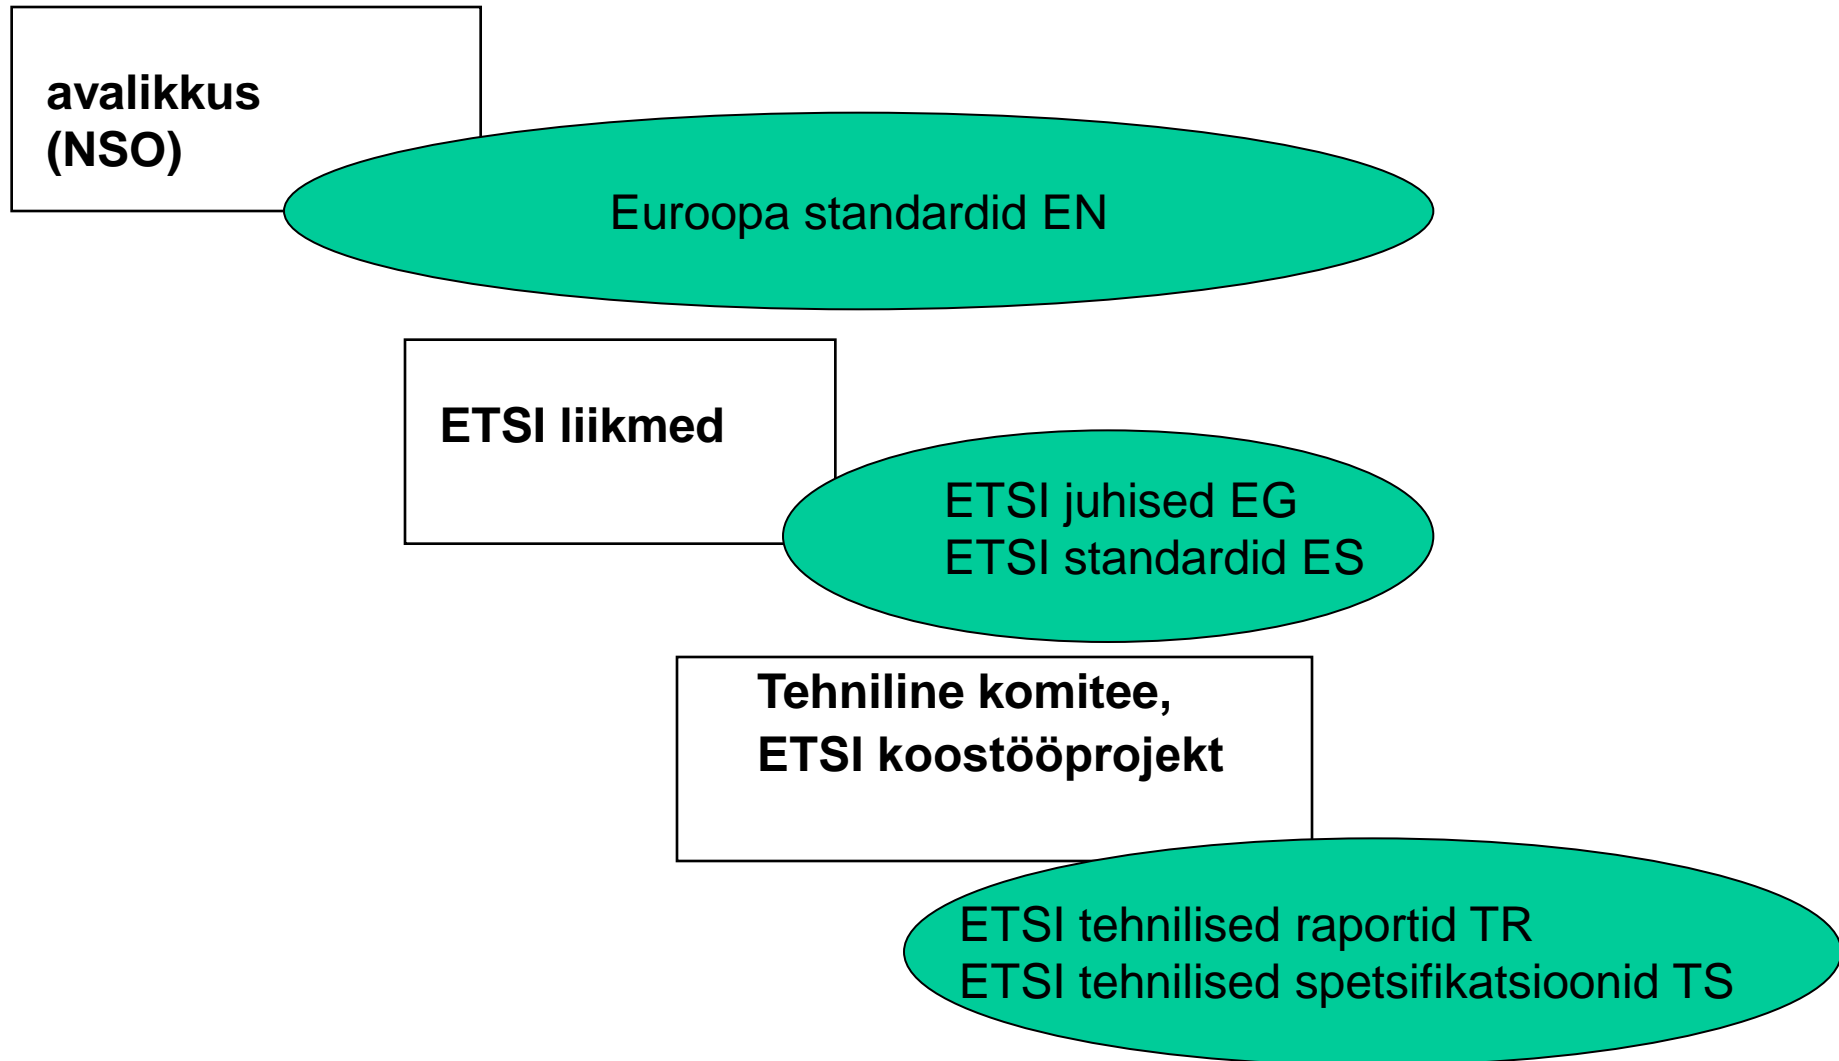 avalikkus
(NSO)
Euroopa standardid EN
ETSI liikmed
ETSI juhised EG
ETSI standardid ES
Tehniline komitee,
ETSI koostööprojekt
ETSI tehnilised raportid TR
ETSI tehnilised spetsifikatsioonid TS